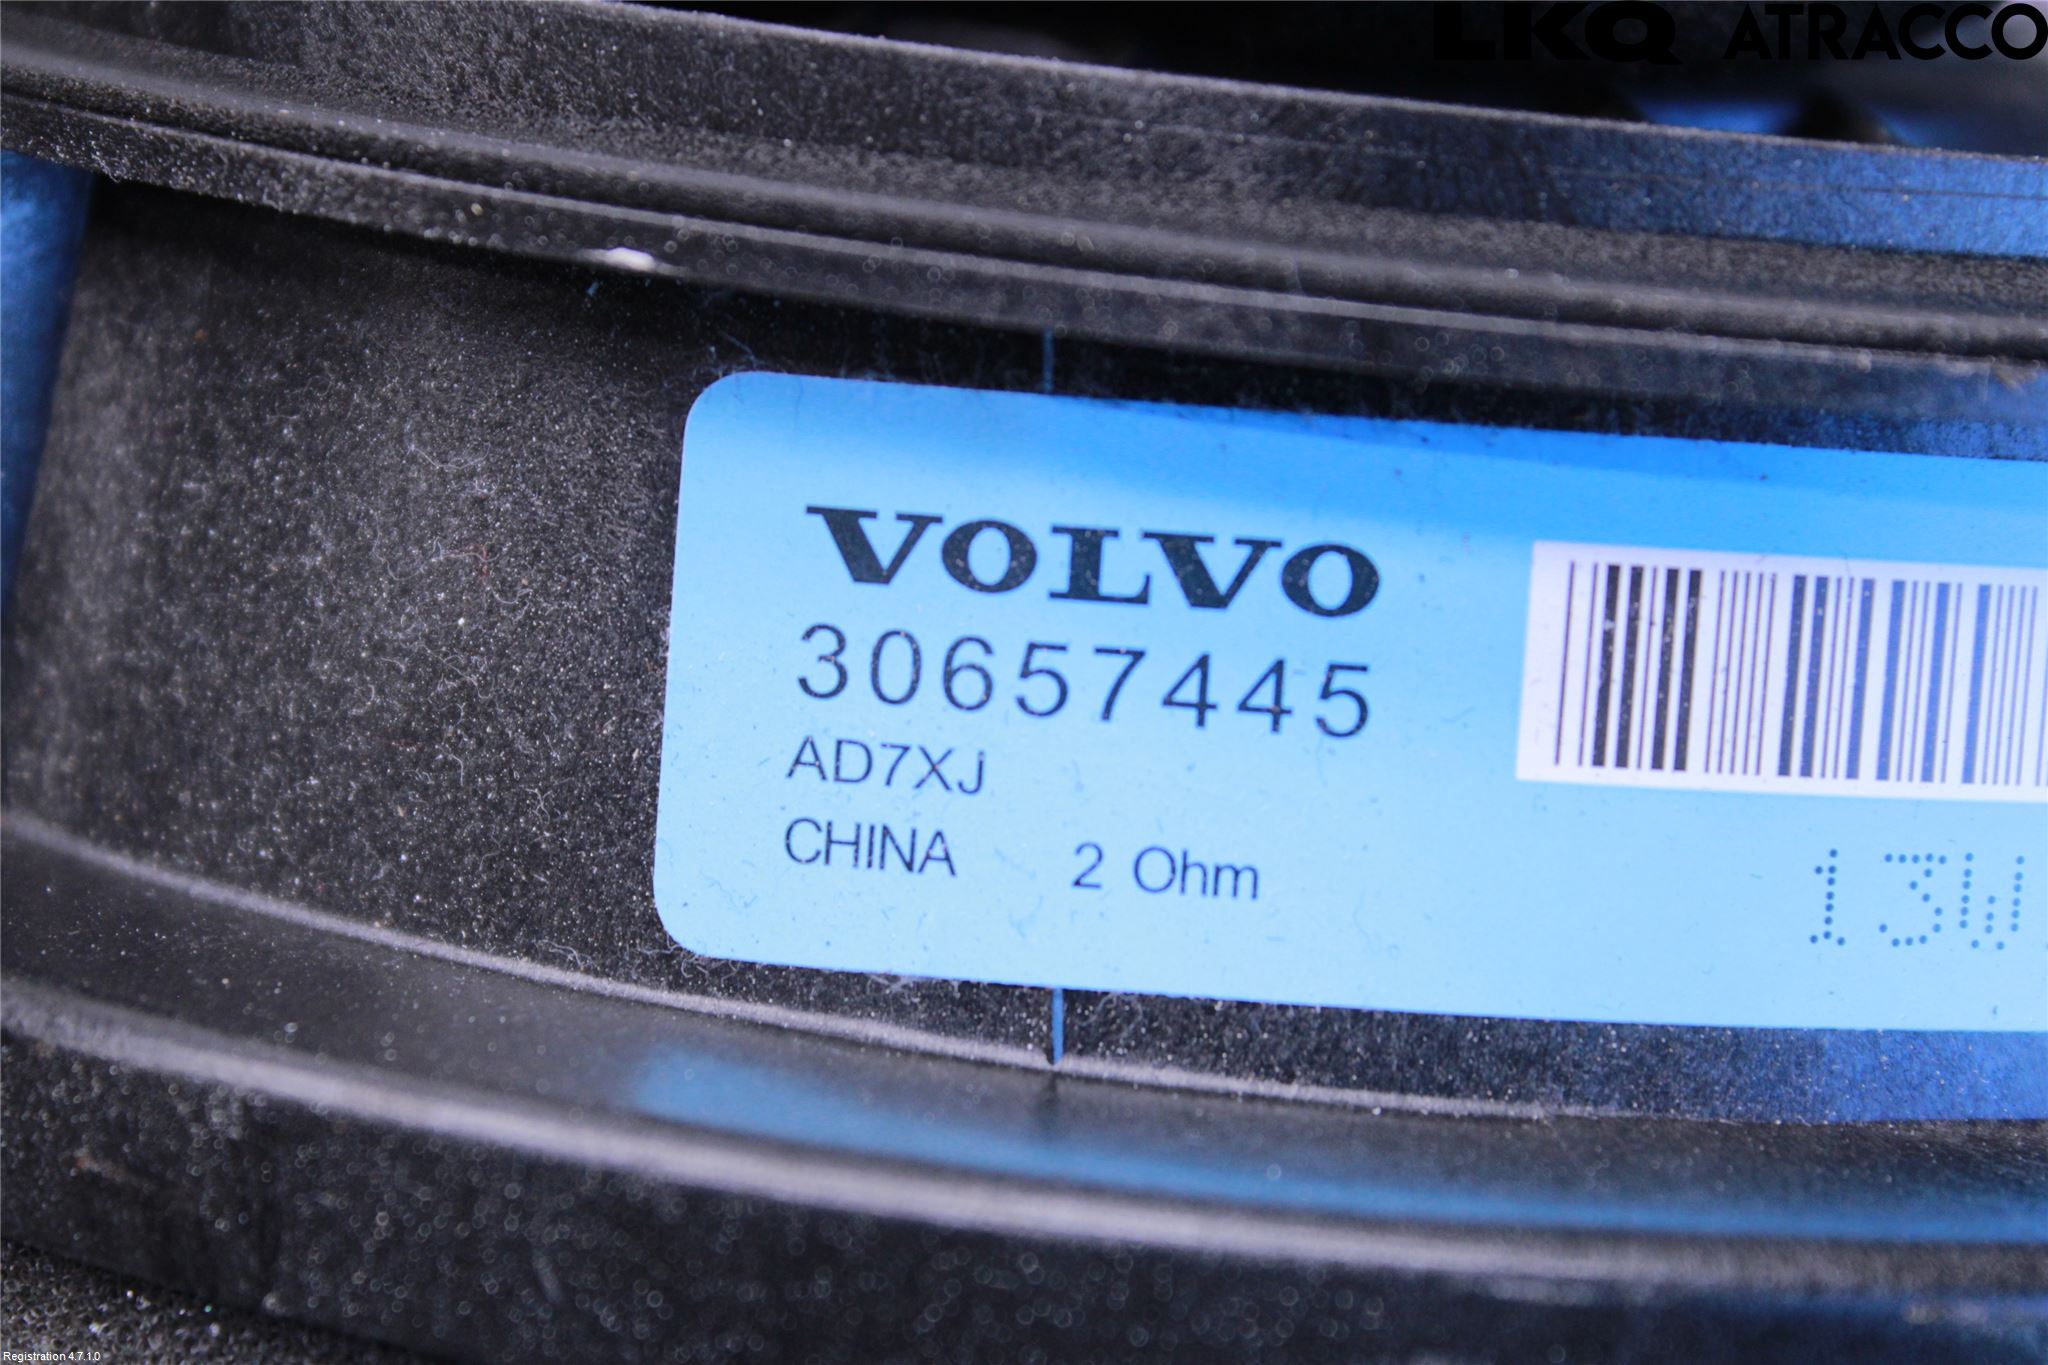 LKQ ATRACCO
VOLVO
30657445
AD7XJ
CHINA 2 Ohm
13W
Registration 4.7.1.0